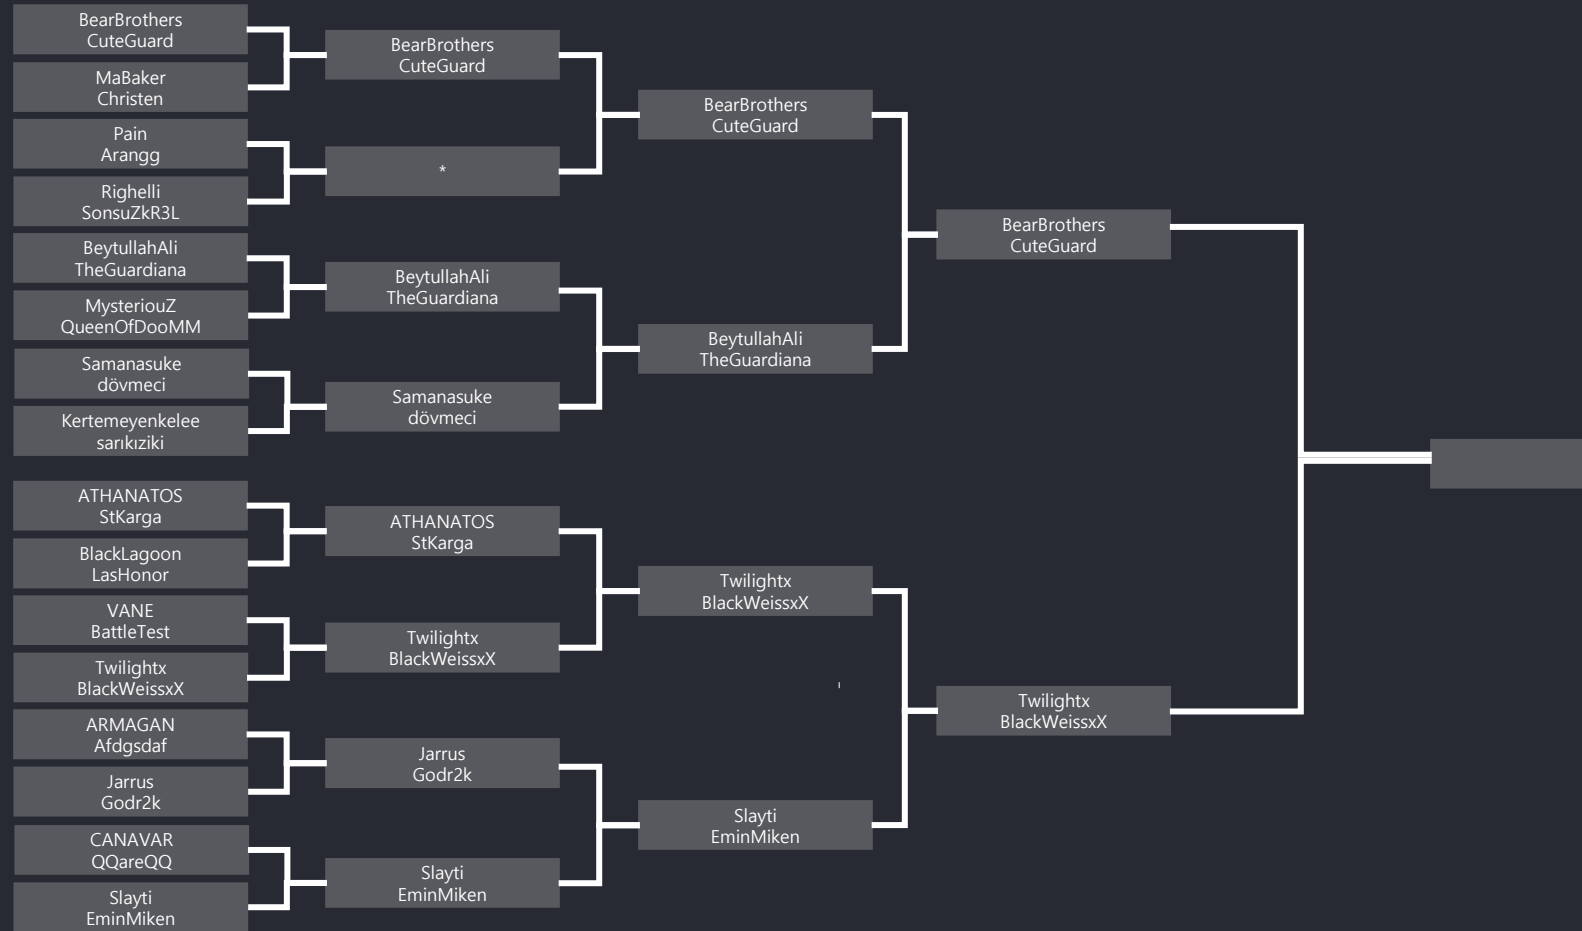 BearBrothers
CuteGuard
MaBaker
Christen
Pain
Arangg
Righelli
SonsuZkR3L
BeytullahAli
TheGuardiana
MysteriouZ
QueenOfDooMM
Samanasuke
dövmeci
Kertemeyenkelee
sarıkıziki
ATHANATOS
StKarga
BlackLagoon
LasHonor
VANE
BattleTest
Twilightx
BlackWeissxX
ARMAGAN
Afdgsdaf
Jarrus
Godr2k
CANAVAR
QQareQQ
Slayti
EminMiken
BearBrothers
CuteGuard
*
BeytullahAli
TheGuardiana
Samanasuke
dövmeci
ATHANATOS
StKarga
Twilightx
BlackWeissxX
Jarrus
Godr2k
Slayti
EminMiken
BearBrothers
CuteGuard
BeytullahAli
TheGuardiana
Twilightx
BlackWeissxX
Slayti
EminMiken
BearBrothers
CuteGuard
Twilightx
BlackWeissxX